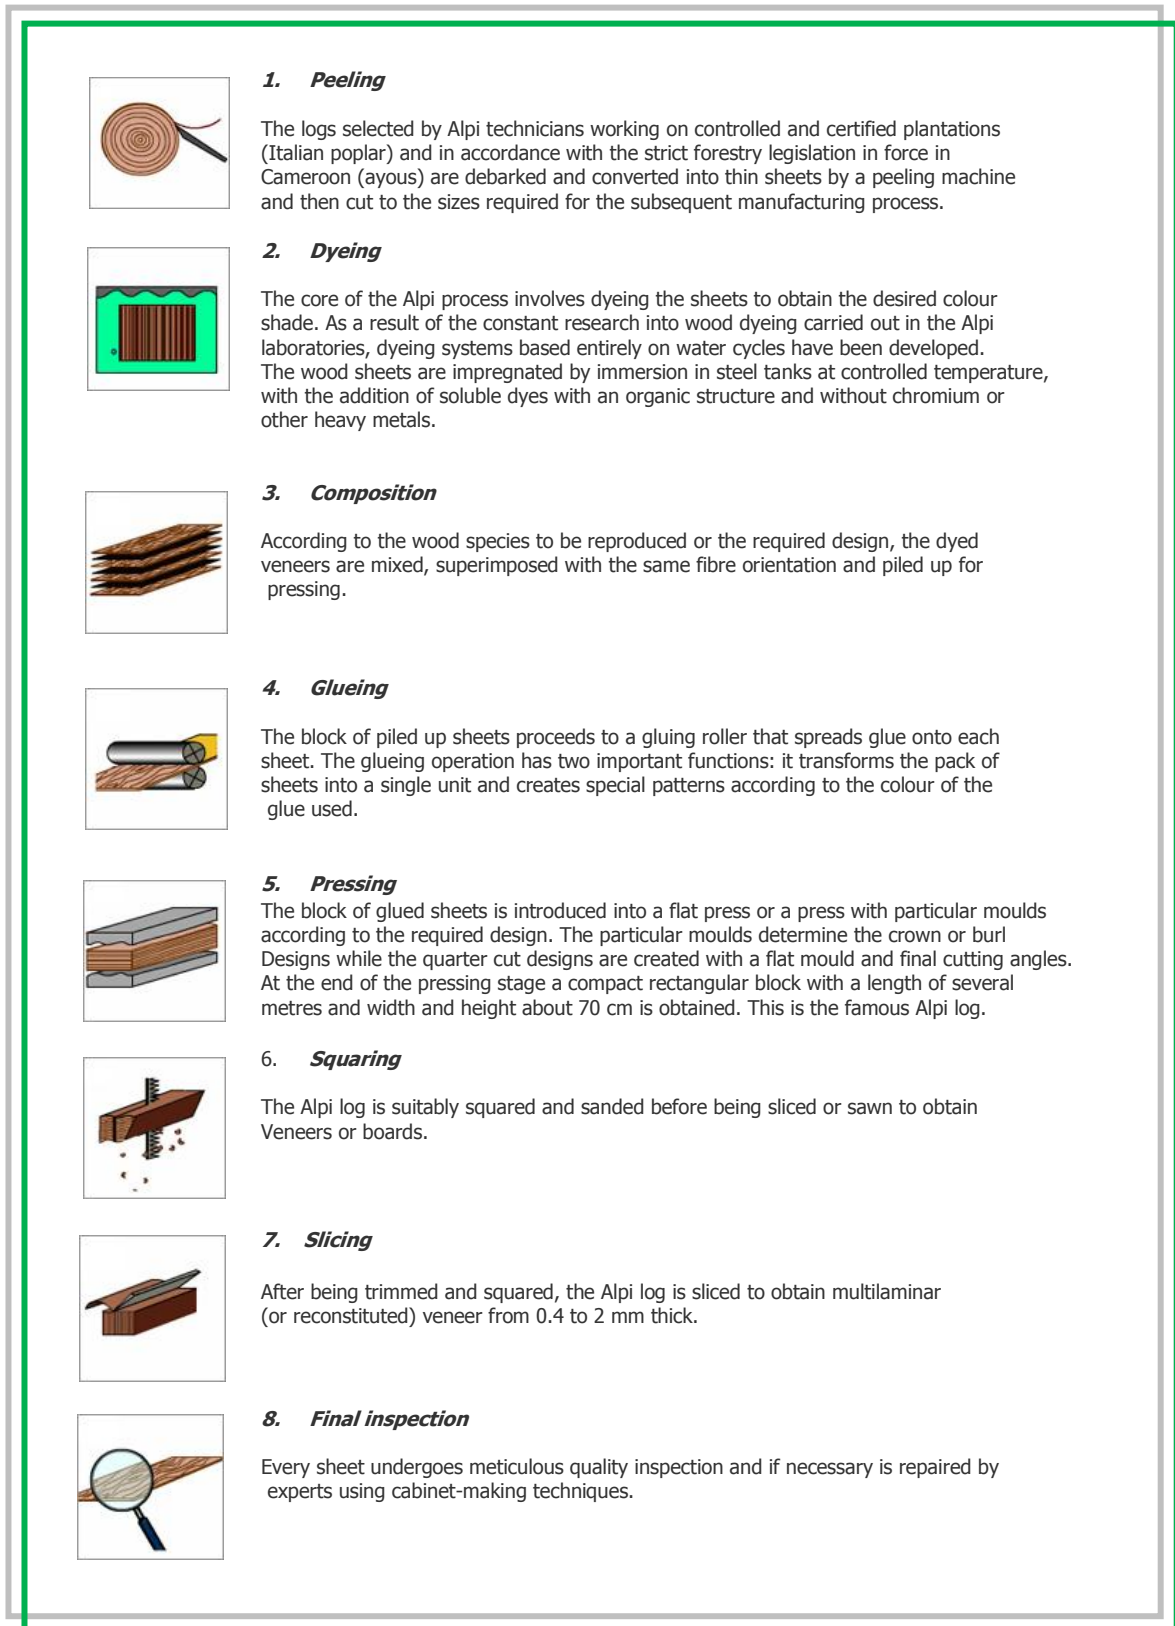 1. Peeling
The logs selected by Alpi technicians working on controlled and certified plantations
(Italian poplar) and in accordance with the strict forestry legislation in force in
Cameroon (ayous) are debarked and converted into thin sheets by a peeling machine
and then cut to the sizes required for the subsequent manufacturing process.
2. Dyeing
The core of the Alpi process involves dyeing the sheets to obtain the desired colour
shade. As a result of the constant research into wood dyeing carried out in the Alpi
laboratories, dyeing systems based entirely on water cycles have been developed.
The wood sheets are impregnated by immersion in steel tanks at controlled temperature,
with the addition of soluble dyes with an organic structure and without chromium or
other heavy metals.
3. Composition
According to the wood species to be reproduced or the required design, the dyed
veneers are mixed, superimposed with the same fibre orientation and piled up for
pressing.
4. Glueing
The block of piled up sheets proceeds to a gluing roller that spreads glue onto each
sheet. The glueing operation has two important functions: it transforms the pack of
sheets into a single unit and creates special patterns according to the colour of the
glue used.
5. Pressing
The block of glued sheets is introduced into a flat press or a press with particular moulds
according to the required design. The particular moulds determine the crown or burl
Designs while the quarter cut designs are created with a flat mould and final cutting angles.
At the end of the pressing stage a compact rectangular block with a length of several
metres and width and height about 70 cm is obtained. This is the famous Alpi log.
6. Squaring
The Alpi log is suitably squared and sanded before being sliced or sawn to obtain
Veneers or boards.
7. Slicing
After being trimmed and squared, the Alpi log is sliced to obtain multilaminar
(or reconstituted) veneer from 0.4 to 2 mm thick.
8. Final inspection
Every sheet undergoes meticulous quality inspection and if necessary is repaired by
experts using cabinet-making techniques.